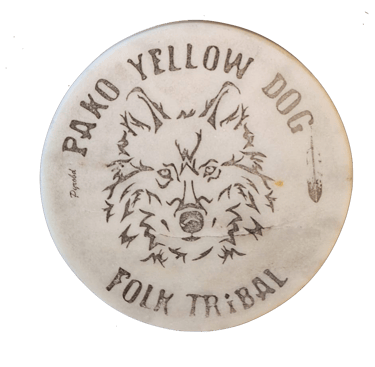 PAKO YELLOW DOG
FOLK TRiBAL